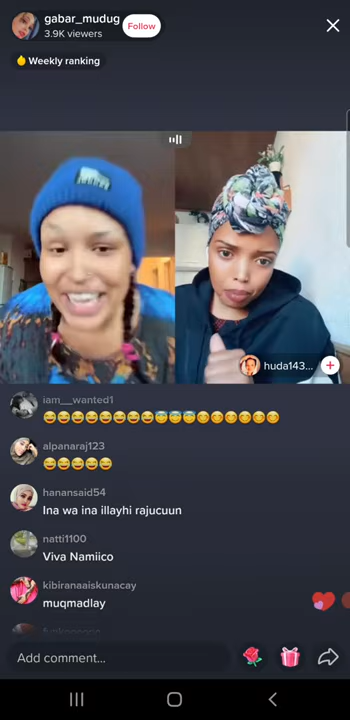 gabar_mudug
3.9K viewers
Follow
Weekly ranking
huda143...
iam__wanted1
😂😂😂😂😂😂😂😂😇😇😇😊😊😊😊😊😊
alpanaraj123
😂😂😂😂😂
hanansaid54
Ina wa ina illayhi rajucuun
natti1100
Viva Namiico
kibiranaaiskunacay
muqmadlay
Add comment...